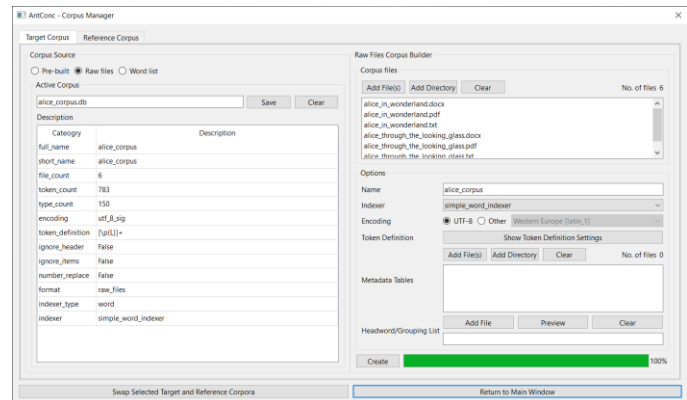 AntConc - Corpus Manager
Target Corpus Reference Corpus
Corpus Source
Pre-built Raw files Word list
Active Corpus
alice_corpus.db Save Clear
Description
Cateogry Description
full_name alice_corpus
short_name alice_corpus
file_count 6
token_count 783
type_count 150
encoding utf_8_sig
token_definition [\p{L}]+
ignore_header False
ignore_items False
number_replace False
format raw_files
indexer_type word
indexer simple_word_indexer
Raw Files Corpus Builder
Corpus files
Add File(s) Add Directory Clear No. of files 6
alice_in_wonderland.docx
alice_in_wonderland.pdf
alice_in_wonderland.txt
alice_through_the_looking_glass.docx
alice_through_the_looking_glass.pdf
alice_through_the_looking_glass.txt
Options
Name alice_corpus
Indexer simple_word_indexer
Encoding UTF-8 Other Western Europe [latin_1]
Token Definition Show Token Definition Settings
Add File(s) Add Directory Clear No. of files 0
Metadata Tables
Add File Preview Clear
Headword/Grouping List
Create 100%
Swap Selected Target and Reference Corpora Return to Main Window